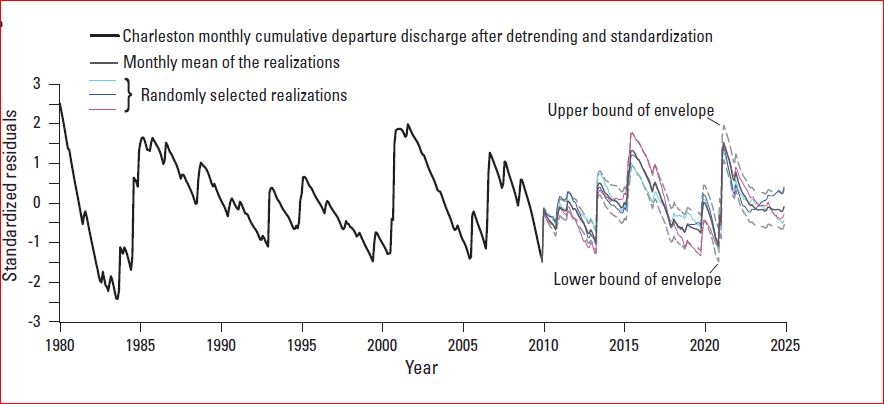 Charleston monthly cumulative departure discharge after detrending and standardization
Monthly mean of the realizations
Randomly selected realizations
Upper bound of envelope
Lower bound of envelope
Standardized residuals
3
2
1
0
-1
-2
-3
1980 1985 1990 1995 2000 2005 2010 2015 2020 2025
Year